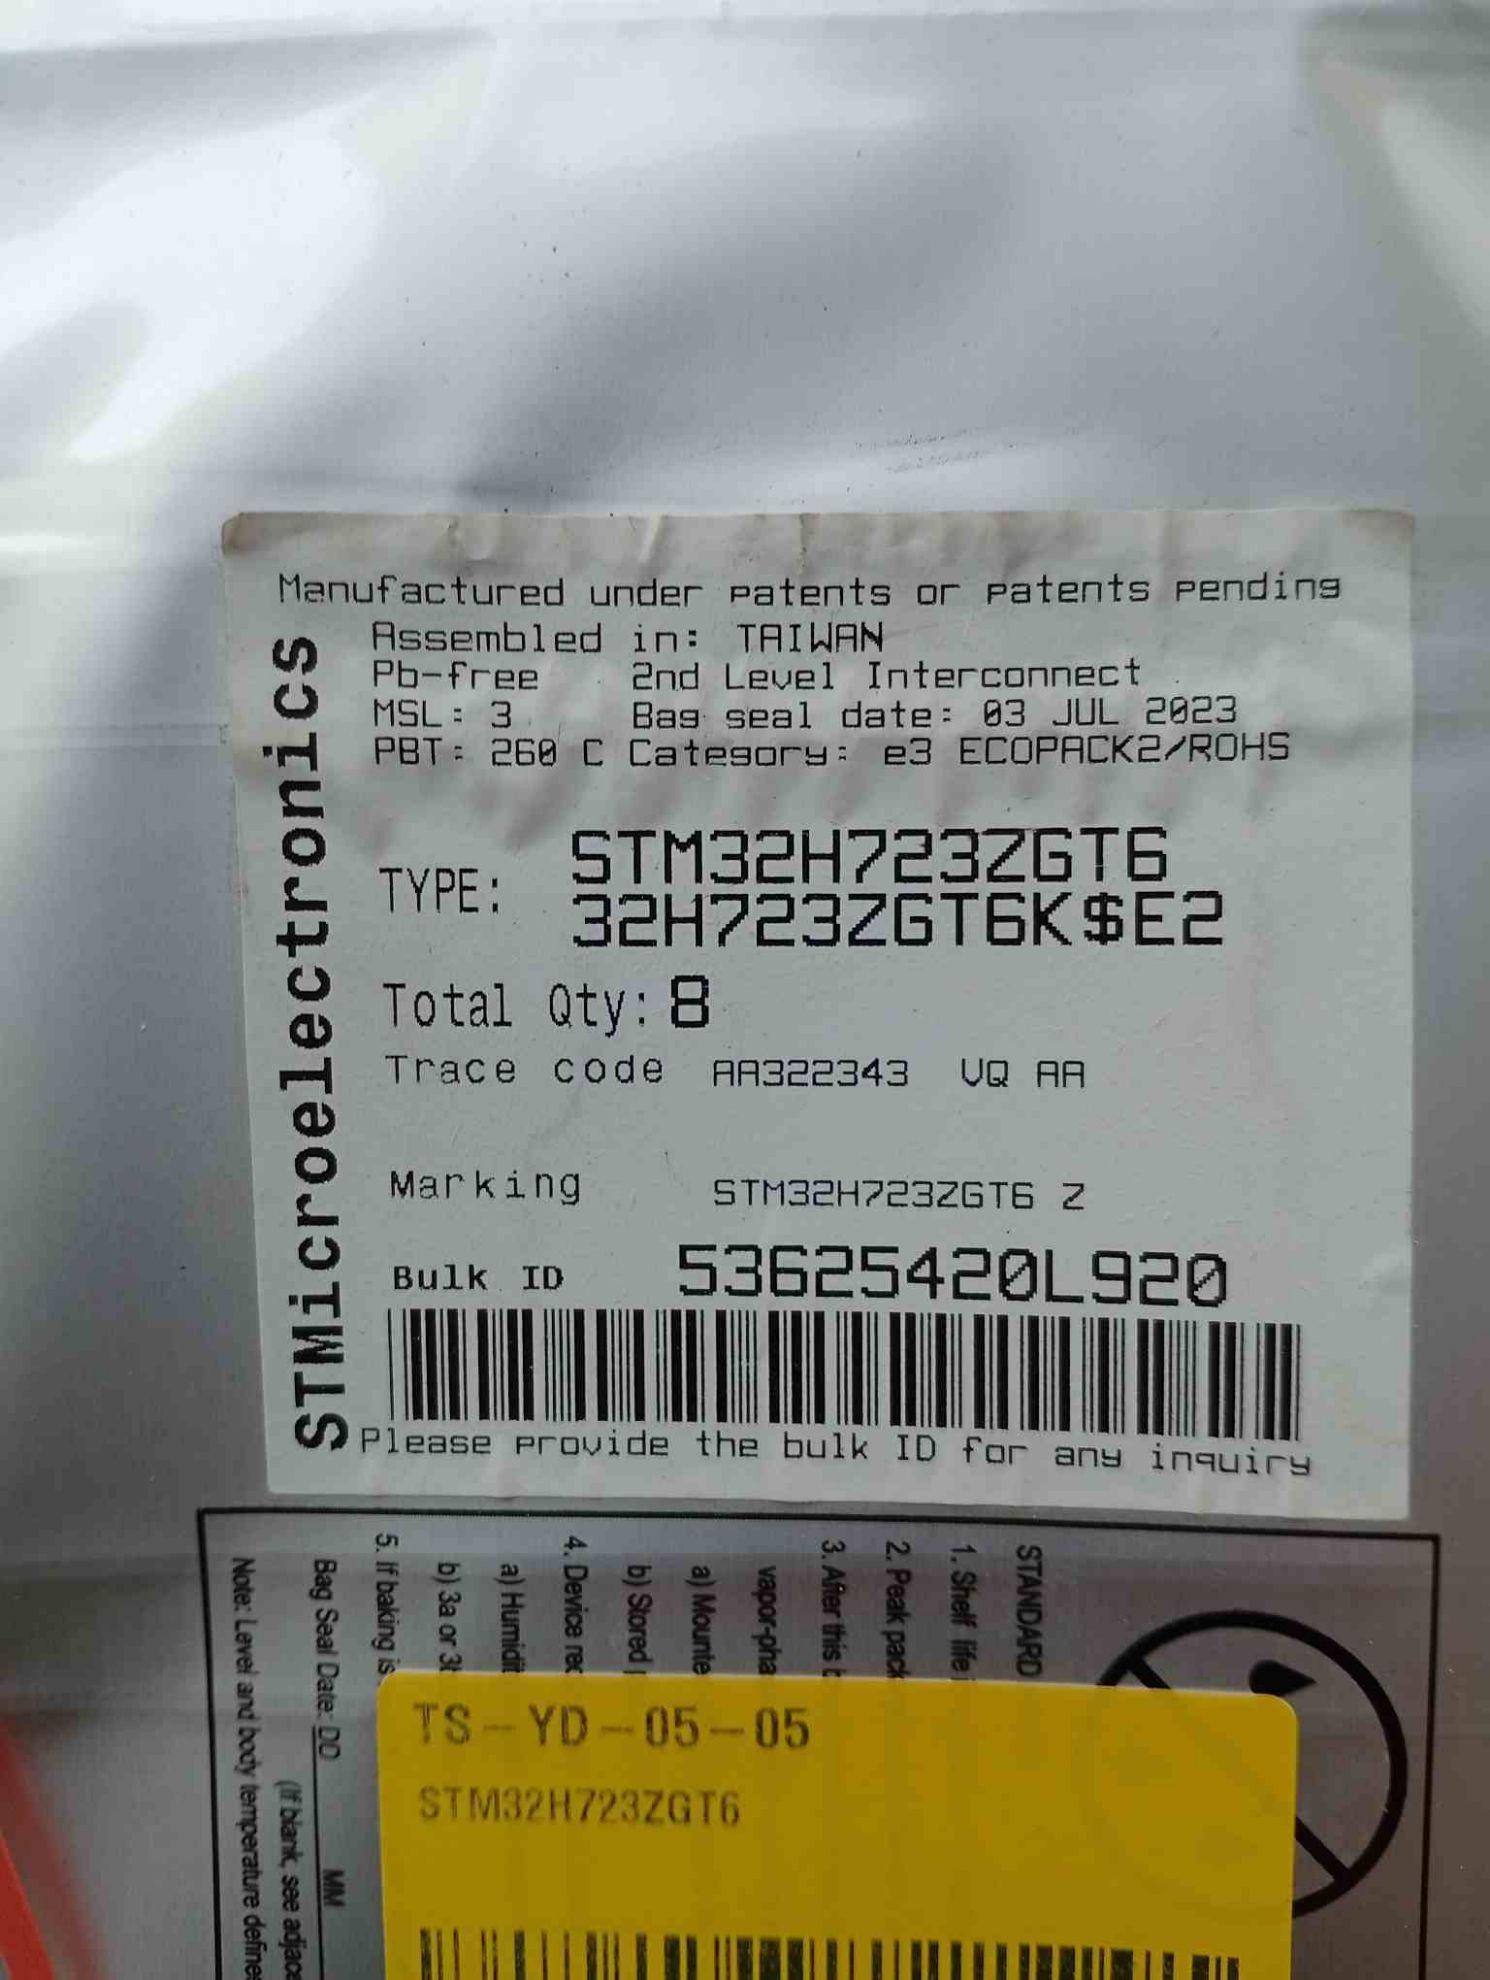 Manufactured under patents or patents pending
STMicroelectronics
Assembled in: TAIWAN
Pb-free 2nd Level Interconnect
MSL: 3 Bag seal date: 03 JUL 2023
PBT: 260 C Category: e3 ECOPACK2/ROHS
TYPE: STM32H723ZGT6
32H723ZGT6K$E2
Total Qty: 8
Trace code AA322343 VQ AA
Marking STM32H723ZGT6 Z
Bulk ID 53625420L920
Please provide the bulk ID for any inquiry
STANDARD
1. Shelf life
2. Peak pack
3. After this b
vapor-pha
a) Mounte
b) Stored
4. Device rec
a) Humidit
b) 3a or 3b
5. If baking is
Bag Seal Date: DD MM
(If blank, see adjace
Note: Level and body temperature define
TS-YD-05-05
STM32H723ZGT6